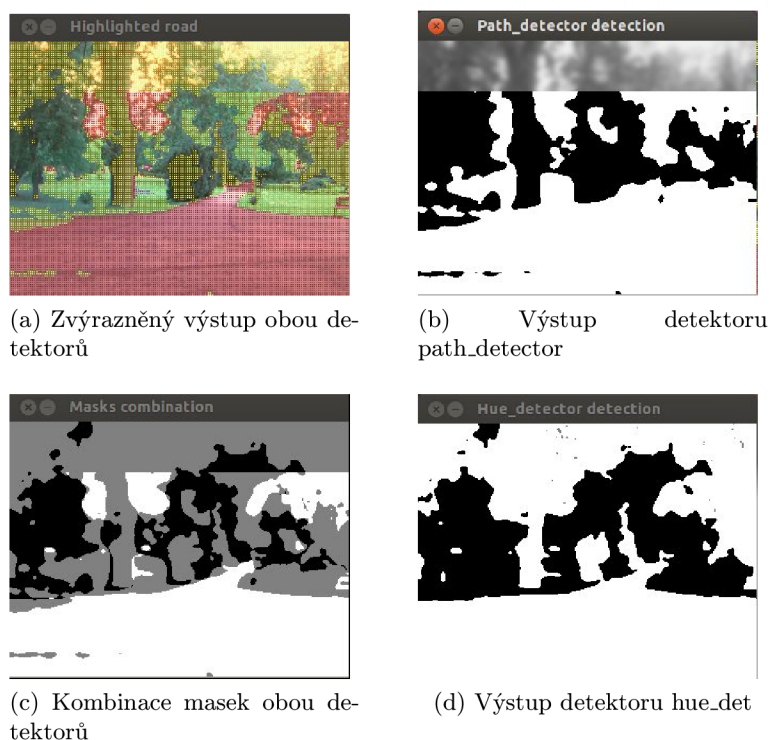 Highlighted road
Path_detector detection
(a) Zvýrazněný výstup obou de-
tektorů
(b) Výstup detektoru
path_detector
Masks combination
Hue_detector detection
(c) Kombinace masek obou de-
tektorů
(d) Výstup detektoru hue_det